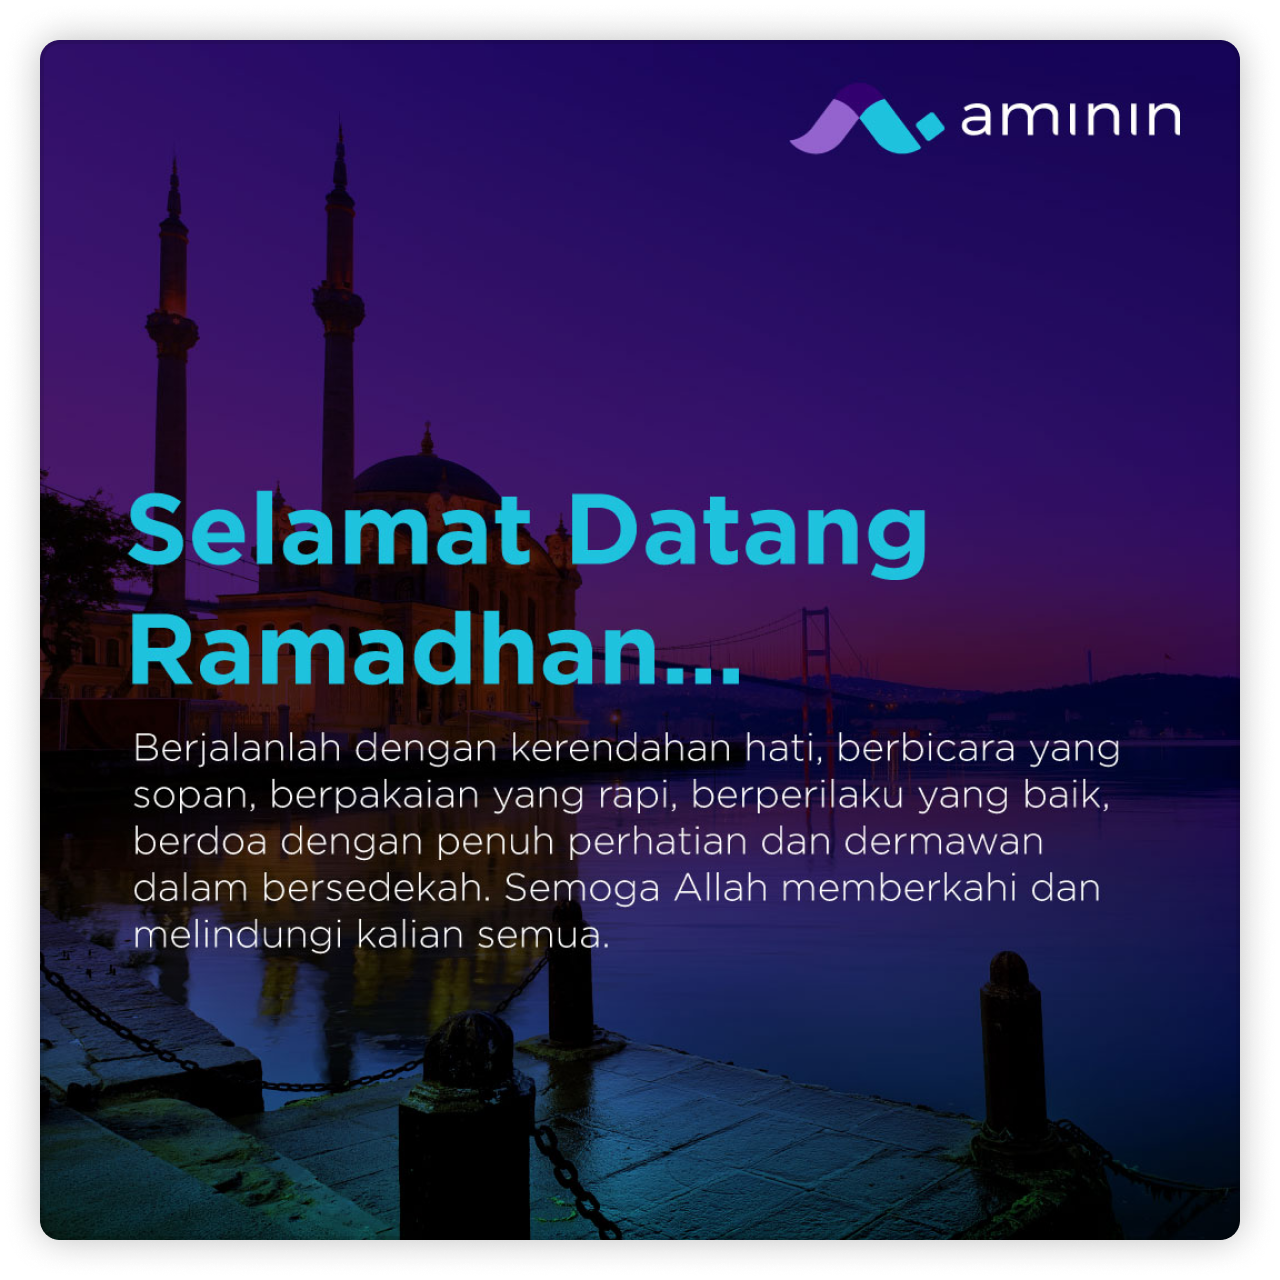 aminin
Selamat Datang
Ramadhan...
Berjalanlah dengan kerendahan hati, berbicara yang
sopan, berpakaian yang rapi, berperilaku yang baik,
berdoa dengan penuh perhatian dan dermawan
dalam bersedekah. Semoga Allah memberkahi dan
melindungi kalian semua.